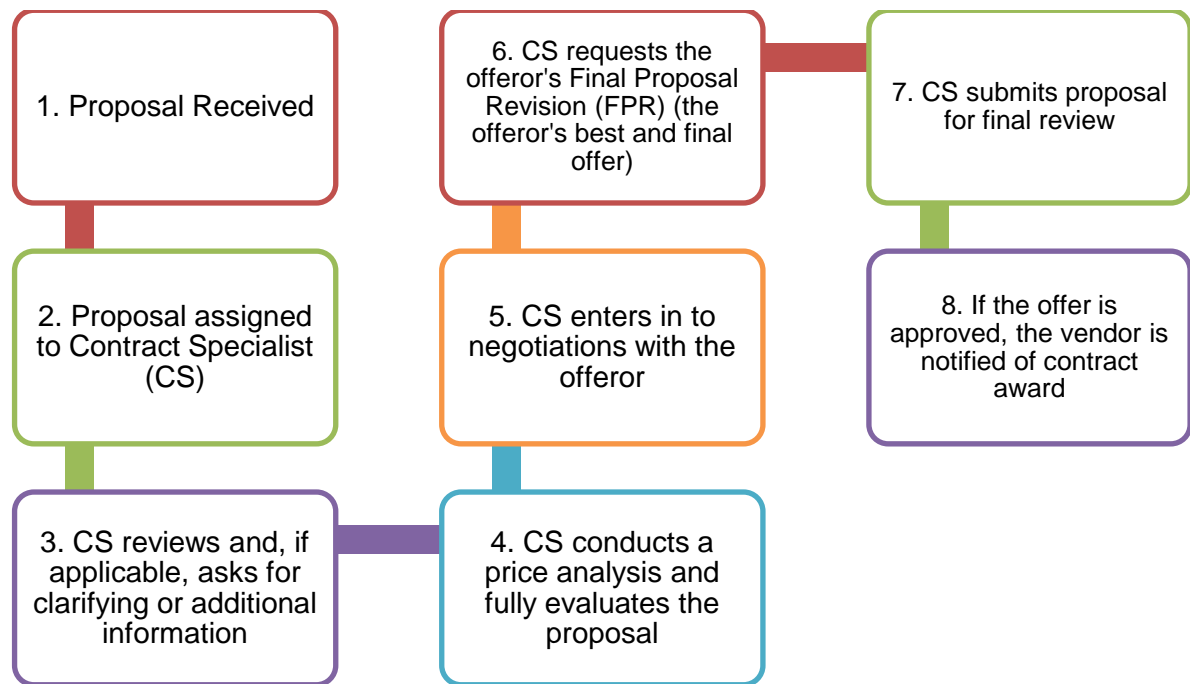 1. Proposal Received
2. Proposal assigned
to Contract Specialist
(CS)
3. CS reviews and, if
applicable, asks for
clarifying or additional
information
4. CS conducts a
price analysis and
fully evaluates the
proposal
5. CS enters in to
negotiations with the
offeror
6. CS requests the
offeror's Final Proposal
Revision (FPR) (the
offeror's best and final
offer)
7. CS submits proposal
for final review
8. If the offer is
approved, the vendor is
notified of contract
award